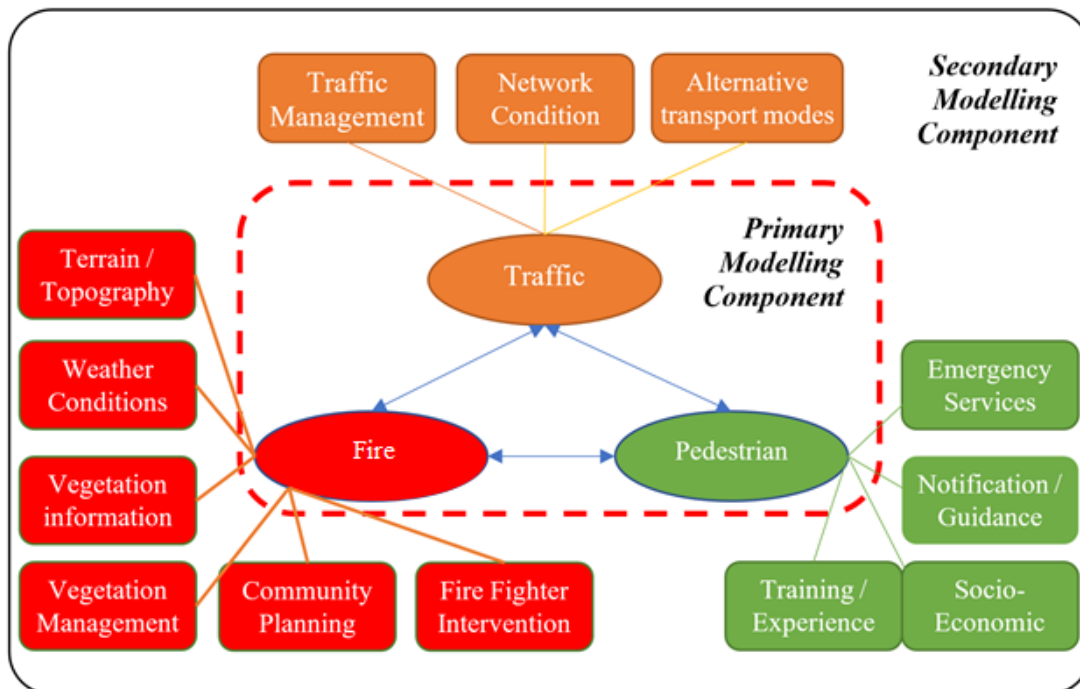 Traffic
Management
Network
Condition
Alternative
transport modes
Secondary
Modelling
Component
Primary
Modelling
Component
Traffic
Terrain /
Topography
Weather
Conditions
Vegetation
information
Vegetation
Management
Fire
Pedestrian
Community
Planning
Fire Fighter
Intervention
Emergency
Services
Notification /
Guidance
Training /
Experience
Socio-
Economic